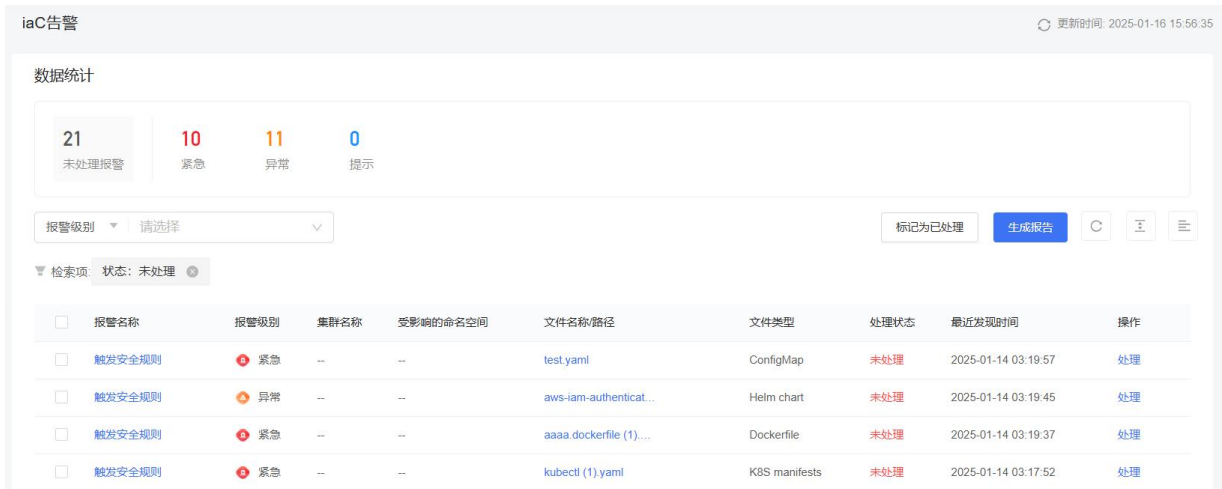 iaC告警
更新时间: 2025-01-16 15:56:35
数据统计
21 10 11 0
未处理报警 紧急 异常 提示
报警级别 请选择 标记为已处理 生成报告
检索项: 状态：未处理
报警名称 报警级别 集群名称 受影响的命名空间 文件名称/路径 文件类型 处理状态 最近发现时间 操作
触发安全规则 紧急 -- -- test.yaml ConfigMap 未处理 2025-01-14 03:19:57 处理
触发安全规则 异常 -- -- aws-iam-authenticat... Helm chart 未处理 2025-01-14 03:19:45 处理
触发安全规则 紧急 -- -- aaaa.dockerfile (1).... Dockerfile 未处理 2025-01-14 03:19:37 处理
触发安全规则 紧急 -- -- kubectl (1).yaml K8S manifests 未处理 2025-01-14 03:17:52 处理